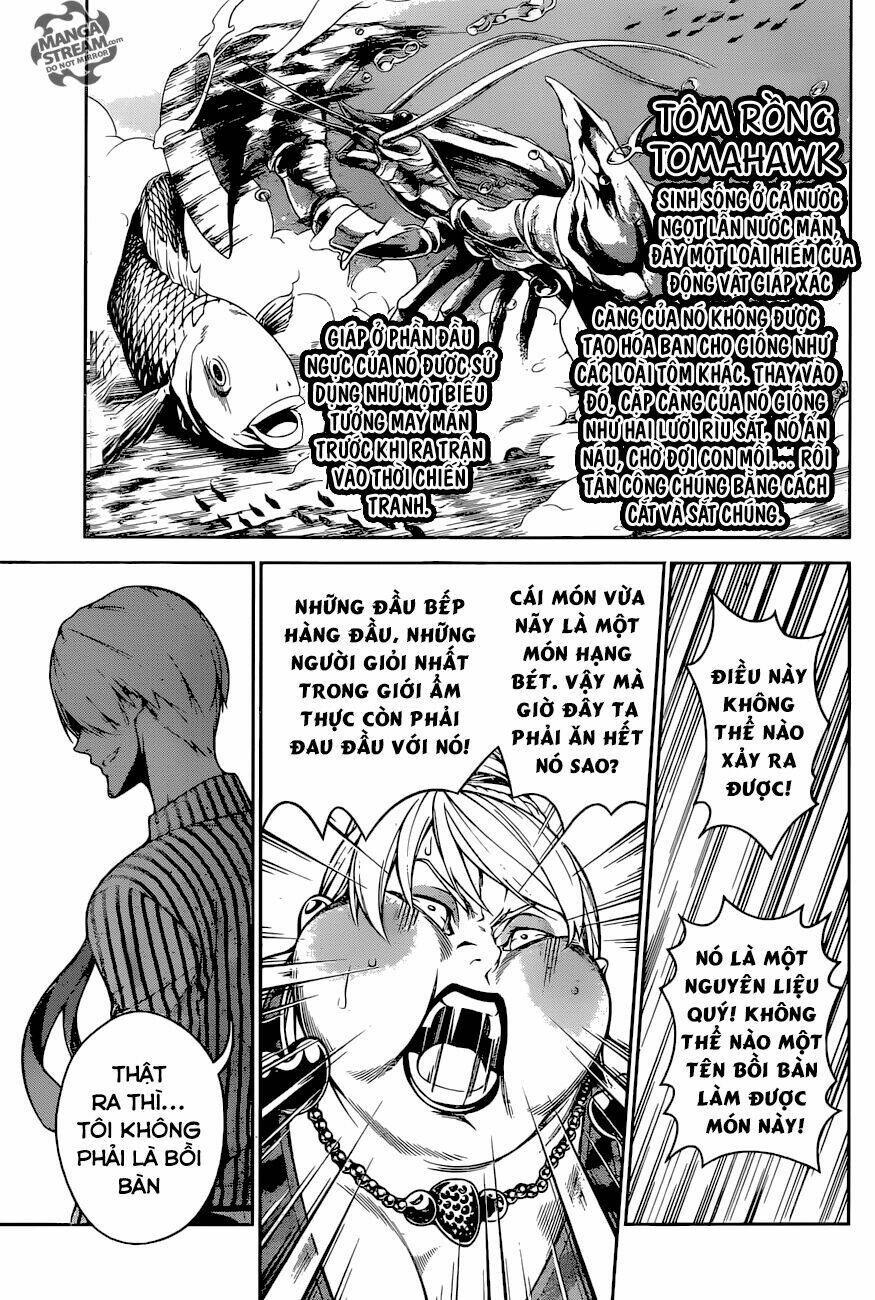 MANGA
STREAM.com
DO NOT MIRROR
TÔM RỒNG
TOMAHAWK
SINH SỐNG Ở CẢ NƯỚC
NGỌT LẪN NƯỚC MẶN,
ĐÂY MỘT LOÀI HIẾM CỦA
ĐỘNG VẬT GIÁP XÁC
CÀNG CỦA NÓ KHÔNG ĐƯỢC
TẠO HÓA BAN CHO GIỐNG NHƯ
CÁC LOÀI TÔM KHÁC. THAY VÀO
ĐÓ, CẶP CÀNG CỦA NÓ GIỐNG
NHƯ HAI LƯỠI RÌU SẮT. NÓ ẨN
NÁU, CHỜ ĐỢI CON MỒI... RỒI
TẤN CÔNG CHÚNG BẰNG CÁCH
CẮT VÀ SẮT CHÚNG.
GIÁP Ở PHẦN ĐẦU
NGỰC CỦA NÓ ĐƯỢC SỬ
DỤNG NHƯ MỘT BIỂU
TƯỞNG MAY MẮN
TRƯỚC KHI RA TRẬN
VÀO THỜI CHIẾN
TRANH.
ĐIỀU NÀY
KHÔNG
THỂ NÀO
XẢY RA
ĐƯỢC!
NÓ LÀ MỘT
NGUYÊN LIỆU
QUÝ! KHÔNG
THỂ NÀO MỘT
TÊN BỒI BÀN
LÀM ĐƯỢC
MÓN NÀY!
CÁI MÓN VỪA
NÃY LÀ MỘT
MÓN HẠNG
BÉT. VẬY MÀ
GIỜ ĐÂY TA
PHẢI ĂN HẾT
NÓ SAO?
NHỮNG ĐẦU BẾP
HÀNG ĐẦU, NHỮNG
NGƯỜI GIỎI NHẤT
TRONG GIỚI ẨM
THỰC CÒN PHẢI
ĐAU ĐẦU VỚI NÓ!
THẬT
RA THÌ...
TÔI KHÔNG
PHẢI LÀ BỒI
BÀN